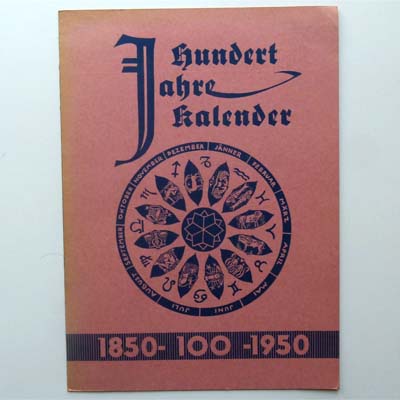 Hundert
Jahre
Kalender
JÄNNER
FEBRUAR
MÄRZ
APRIL
MAI
JUNI
JULI
AUGUST
SEPTEMBER
OKTOBER
NOVEMBER
DEZEMBER
1850- 100 -1950